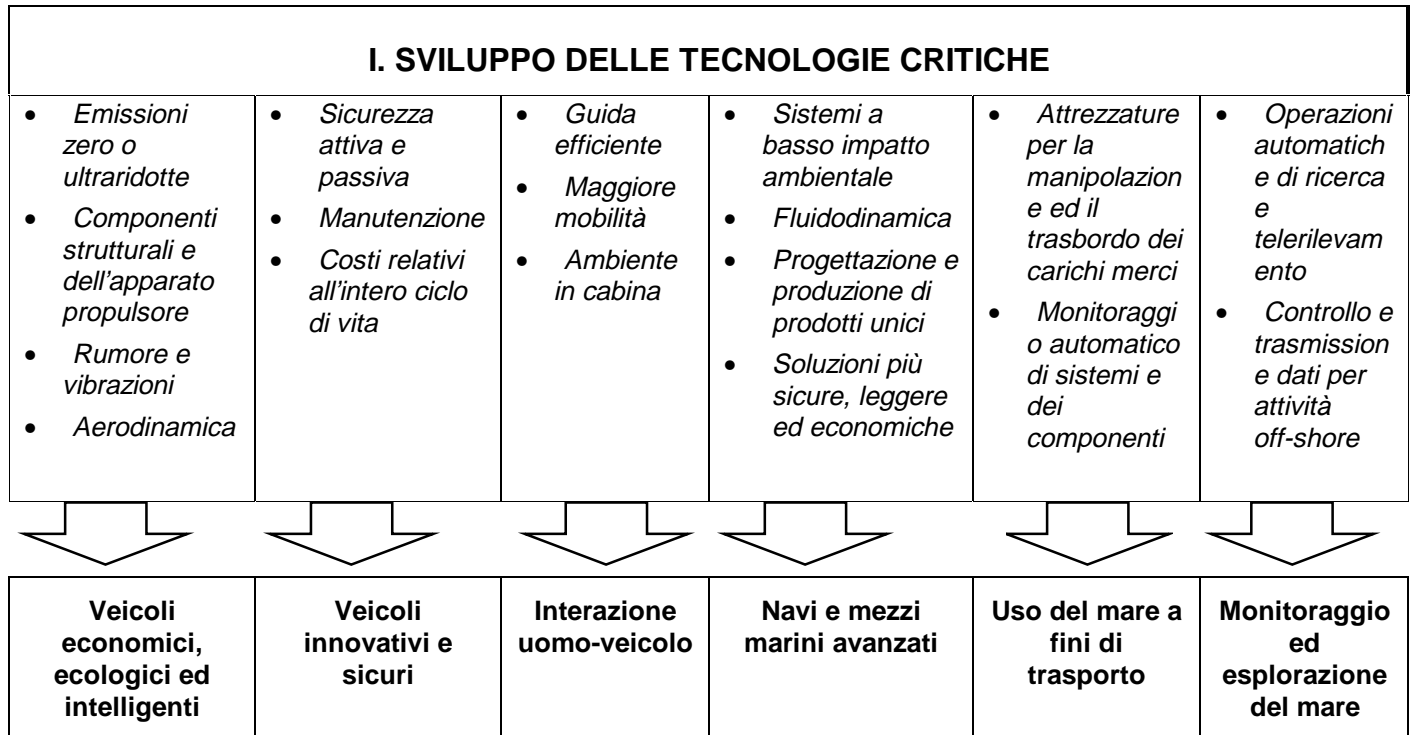 I. SVILUPPO DELLE TECNOLOGIE CRITICHE
• Emissioni
zero o
ultraridotte
• Componenti
strutturali e
dell'apparato
propulsore
• Rumore e
vibrazioni
• Aerodinamica
• Sicurezza
attiva e
passiva
• Manutenzione
• Costi relativi
all'intero ciclo
di vita
• Guida
efficiente
• Maggiore
mobilità
• Ambiente
in cabina
• Sistemi a
basso impatto
ambientale
• Fluidodinamica
• Progettazione e
produzione di
prodotti unici
• Soluzioni più
sicure, leggere
ed economiche
• Attrezzature
per la
manipolazion
e ed il
trasbordo dei
carichi merci
• Monitoraggi
o automatico
di sistemi e
dei
componenti
• Operazioni
automatich
e di ricerca
e
telerilevam
ento
• Controllo e
trasmission
e dati per
attività
off-shore
Veicoli
economici,
ecologici ed
intelligenti
Veicoli
innovativi e
sicuri
Interazione
uomo-veicolo
Navi e mezzi
marini avanzati
Uso del mare a
fini di
trasporto
Monitoraggio
ed
esplorazione
del mare